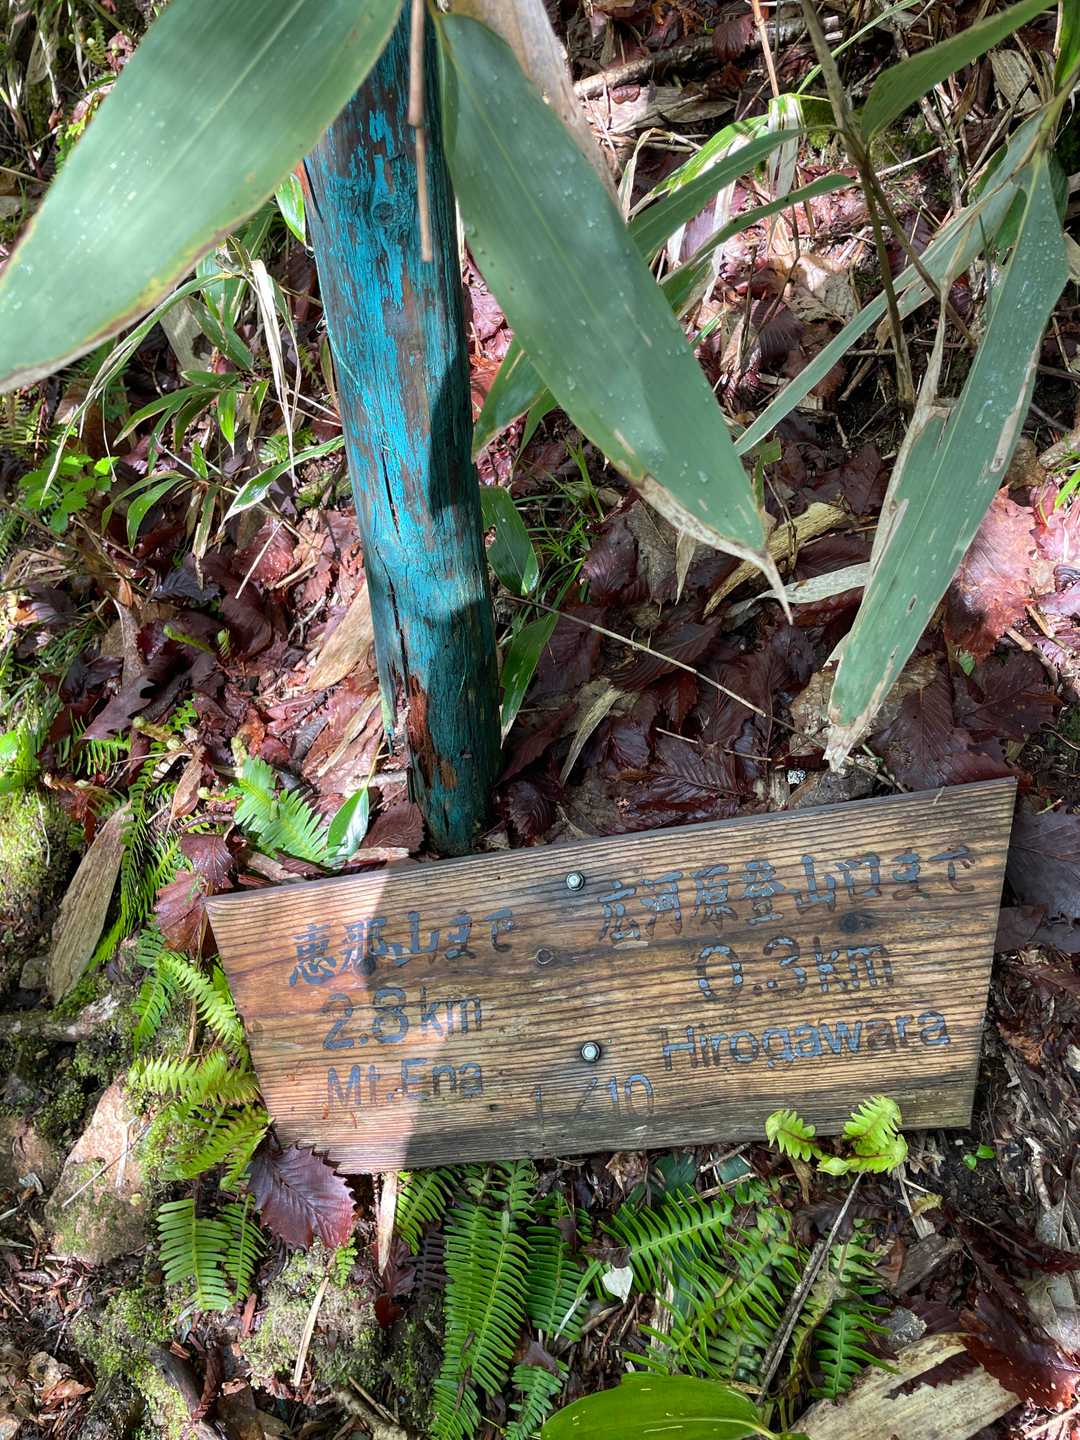 恵那山まで
2.8km
Mt.Ena
広河原登山口まで
0.3km
Hirogawara
1/10